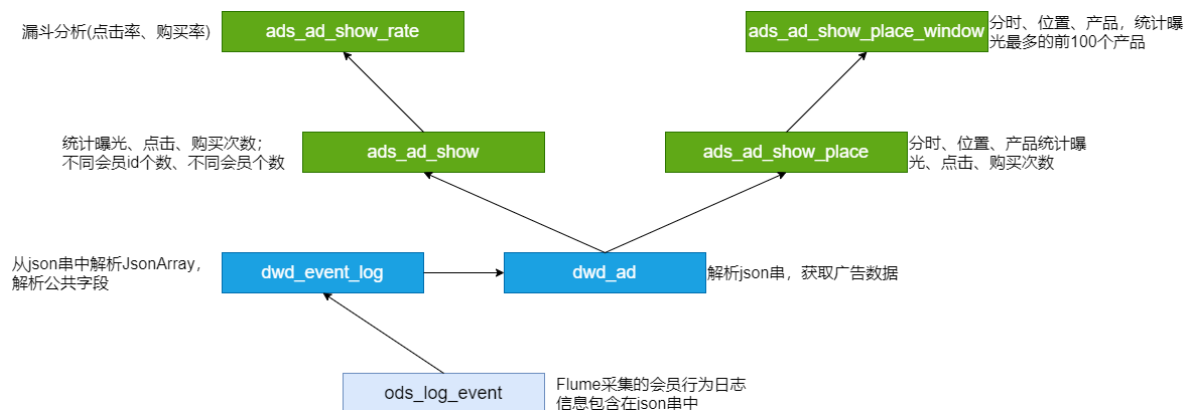 漏斗分析(点击率、购买率)
ads_ad_show_rate
ads_ad_show_place_window
分时、位置、产品，统计曝
光最多的前100个产品
统计曝光、点击、购买次数；
不同会员id个数、不同会员个数
ads_ad_show
ads_ad_show_place
分时、位置、产品统计曝
光、点击、购买次数
从json串中解析JsonArray，
解析公共字段
dwd_event_log
dwd_ad
解析json串，获取广告数据
ods_log_event
Flume采集的会员行为日志
信息包含在json串中